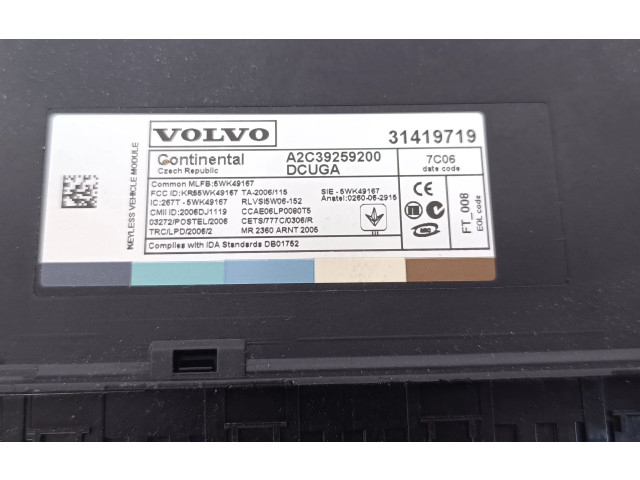 VOLVO 31419719
Continental A2C39259200 7C06
Czech Republic DCUGA date code
KEYLESS VEHICLE MODULE
Common MLFB:5WK49167
FCC ID:KR55WK49167 TA-2006/115 SIE - 5WK49167
IC:267T - 5WK49167 RLVSI5W06-152 Anatel:0260-06-2915
CMII ID:2006DJ1119 CCAE06LP0080T5
03272/POSTEL/2006 CETS/777C/0306/R
TRC/LPD/2006/2 MR 2360 ARNT 2005
Complies with IDA Standards DB01752
CE
FT_008
EOL code